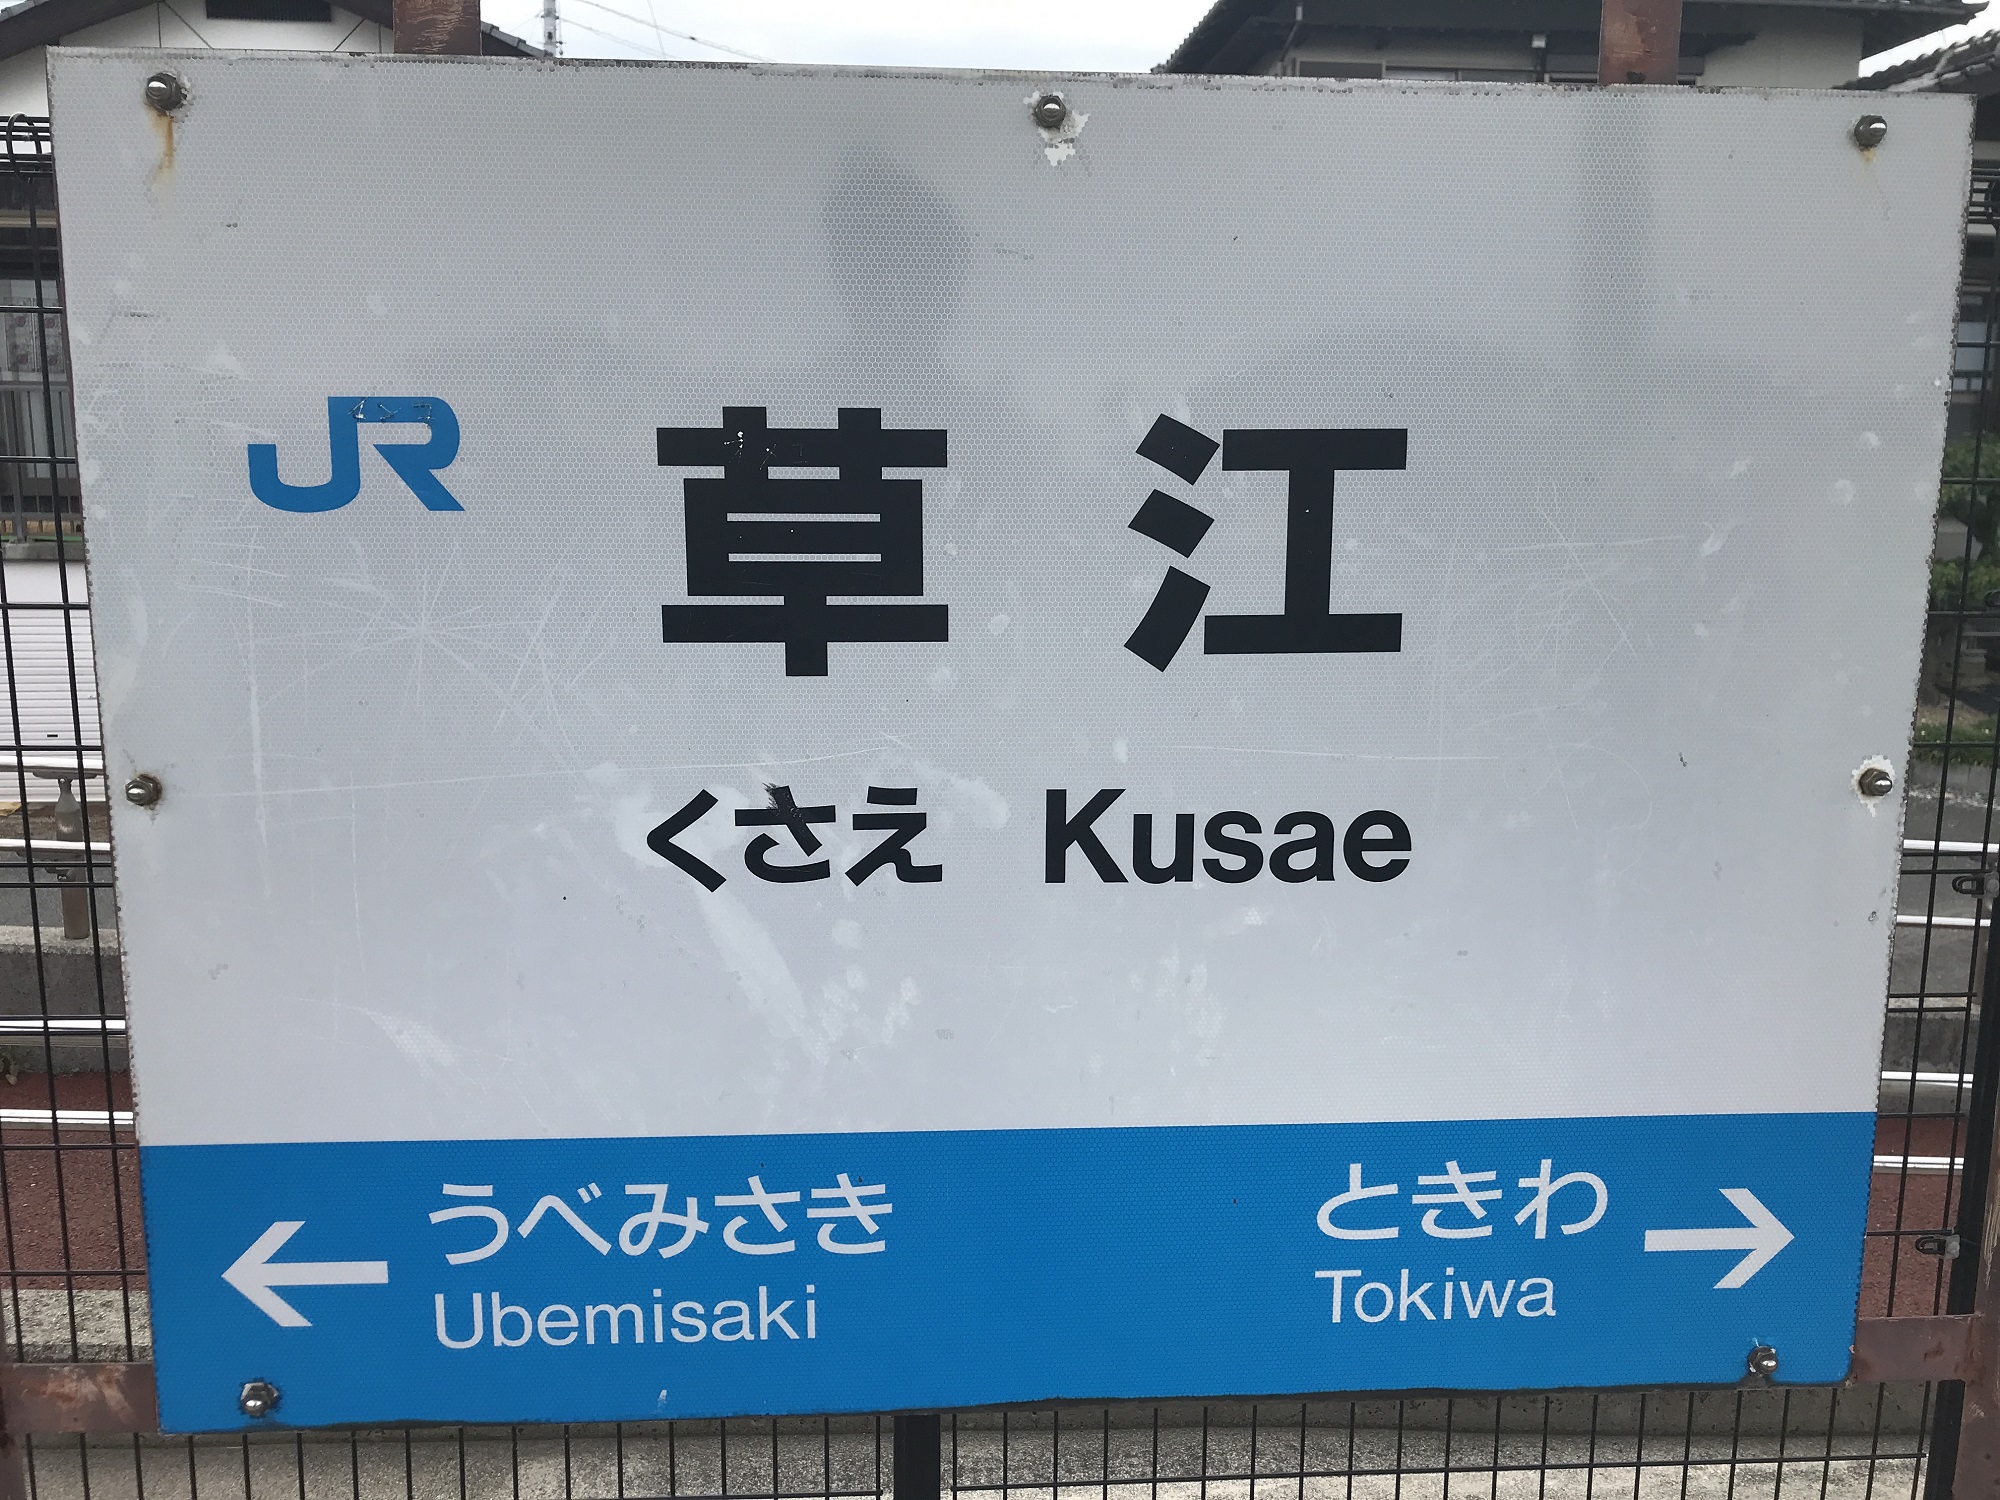 JR
草江
くさえ Kusae
← うべみさき
Ubemisaki
ときわ →
Tokiwa